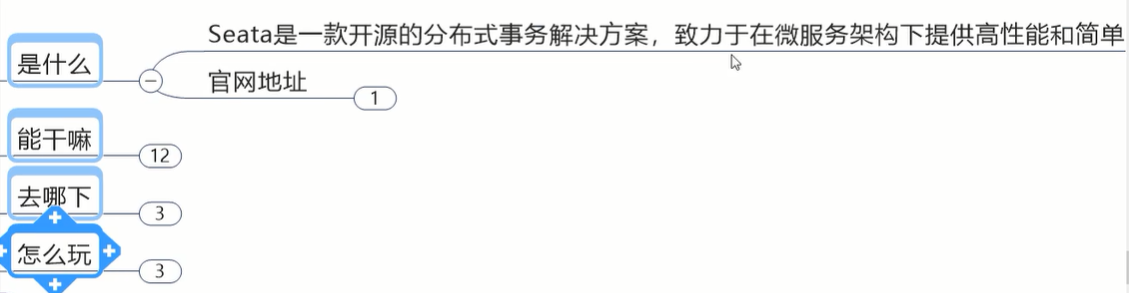 Seata是一款开源的分布式事务解决方案，致力于在微服务架构下提供高性能和简单
是什么
官网地址
1
能干嘛
12
去哪下
3
怎么玩
3